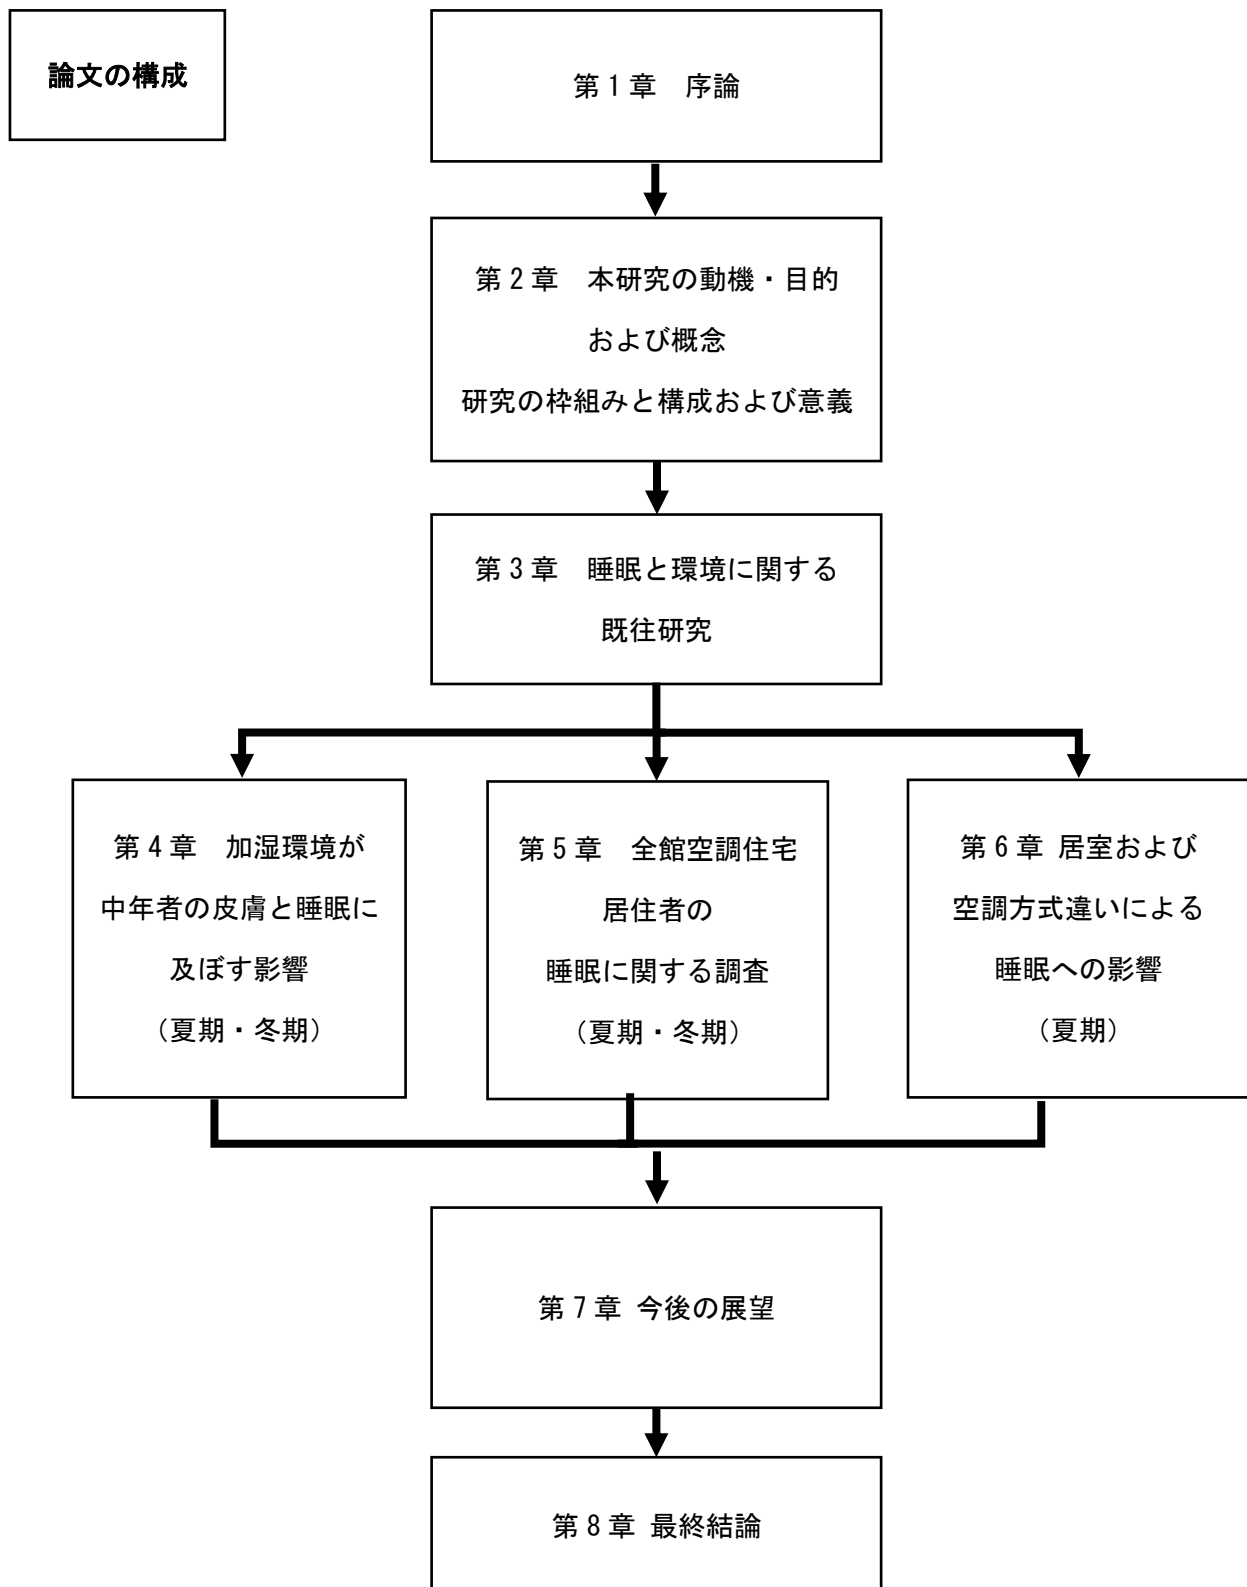 論文の構成
第1章　序論
第2章　本研究の動機・目的
および概念
研究の枠組みと構成および意義
第3章　睡眠と環境に関する
既往研究
第4章　加湿環境が
中年者の皮膚と睡眠に
及ぼす影響
（夏期・冬期）
第5章　全館空調住宅
居住者の
睡眠に関する調査
（夏期・冬期）
第6章 居室および
空調方式違いによる
睡眠への影響
（夏期）
第7章 今後の展望
第8章 最終結論